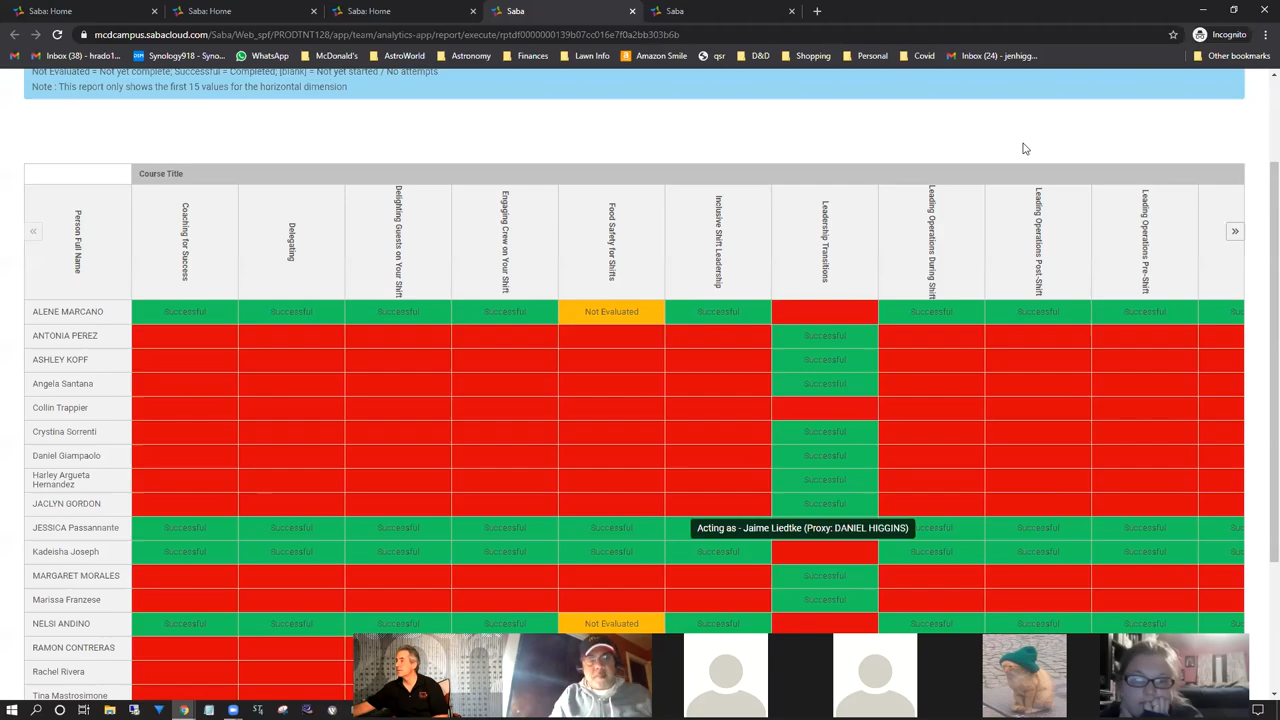 Saba: Home
Saba: Home
Saba: Home
Saba
Saba
mcdcampus.sabacloud.com/Saba/Web_spf/PRODTNT128/app/team/analytics-app/report/execute/rptdf0000000139b07cc016e7f0a2bb303b6b
Incognito
Inbox (38) - hrado1...
Synology918 - Syno...
WhatsApp
McDonald's
AstroWorld
Astronomy
Finances
Lawn Info
Amazon Smile
qsr
D&D
Shopping
Personal
Covid
Inbox (24) - jenhigg...
Other bookmarks
Not Evaluated = Not yet complete; Successful = Completed; [blank] = Not yet started / No attempts
Note : This report only shows the first 15 values for the horizontal dimension
Course Title
Person Full Name
Coaching for Success
Delegating
Delighting Guests on Your Shift
Engaging Crew on Your Shift
Food Safety for Shifts
Inclusive Shift Leadership
Leadership Transitions
Leading Operations During Shift
Leading Operations Post-Shift
Leading Operations Pre-Shift
«
»
ALENE MARCANO Successful Successful Successful Successful Not Evaluated Successful Successful Successful Successful Suc
ANTONIA PEREZ Successful
ASHLEY KOPF Successful
Angela Santana Successful
Collin Trappier
Crystina Sorrenti Successful
Daniel Giampaolo Successful
Harley Argueta
Hernandez Successful
JACLYN GORDON Successful
JESSICA Passannante Successful Successful Successful Successful Successful Successful Successful Successful Suc
Acting as - Jaime Liedtke (Proxy: DANIEL HIGGINS)
Kadeisha Joseph Successful Successful Successful Successful Successful Successful Successful Successful Successful Suc
MARGARET MORALES Successful
Marissa Franzese Successful
NELSI ANDINO Successful Successful Successful Successful Not Evaluated Successful Successful Successful Successful Suc
RAMON CONTRERAS
Rachel Rivera
Tina Mastrosimone